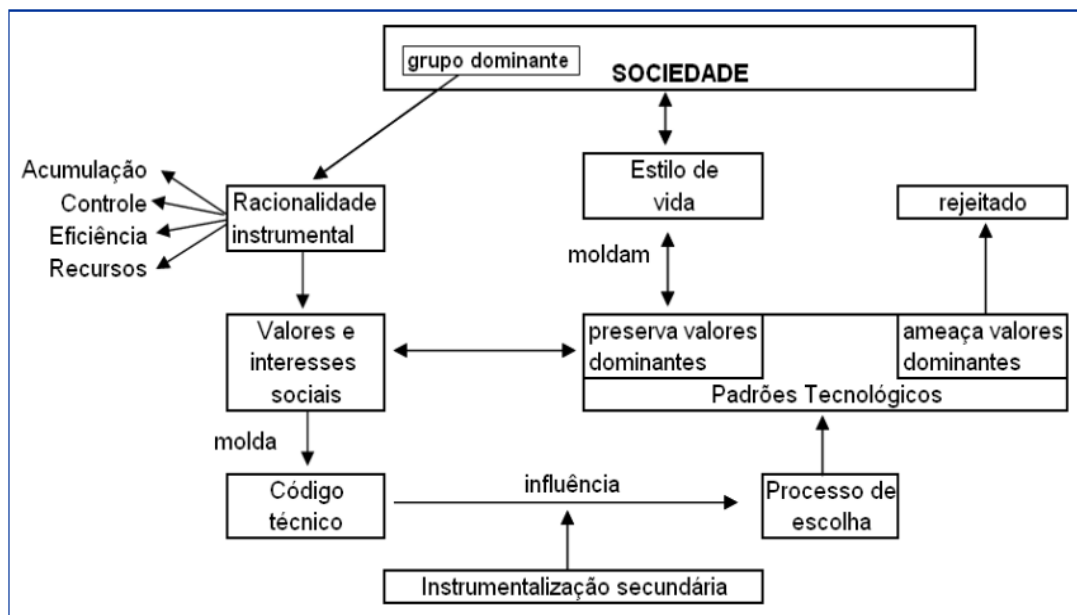 grupo dominante
SOCIEDADE
Acumulação
Controle
Eficiência
Recursos
Racionalidade
instrumental
Estilo de
vida
rejeitado
moldam
Valores e
interesses
sociais
preserva valores
dominantes
ameaça valores
dominantes
Padrões Tecnológicos
molda
Código
técnico
influência
Processo de
escolha
Instrumentalização secundária